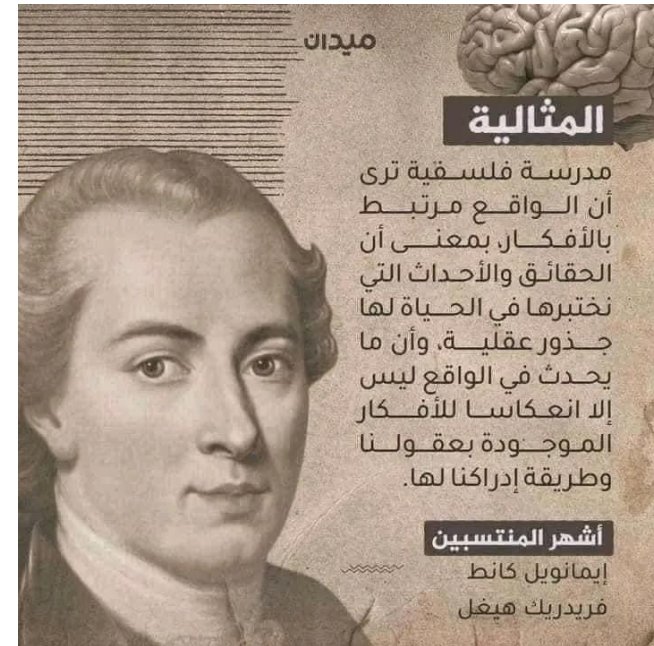 ميدان
المثالية
مدرسة فلسفية ترى
أن الواقع مرتبط
بالأفكار، بمعنى أن
الحقائق والأحداث التي
نختبرها في الحياة لها
جذور عقلية، وأن ما
يحدث في الواقع ليس
إلا انعكاسا للأفكار
الموجودة بعقولنا
وطريقة إدراكنا لها.
أشهر المنتسبين
إيمانويل كانط
فريدريك هيغل